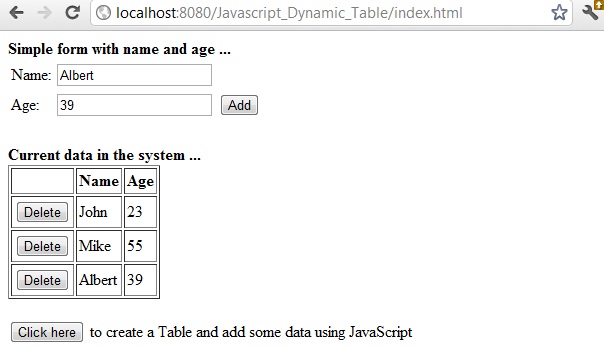 localhost:8080/Javascript_Dynamic_Table/index.html
Simple form with name and age ...
Name: Albert
Age: 39 Add
Current data in the system ...
Name Age
Delete John 23
Delete Mike 55
Delete Albert 39
Click here to create a Table and add some data using JavaScript